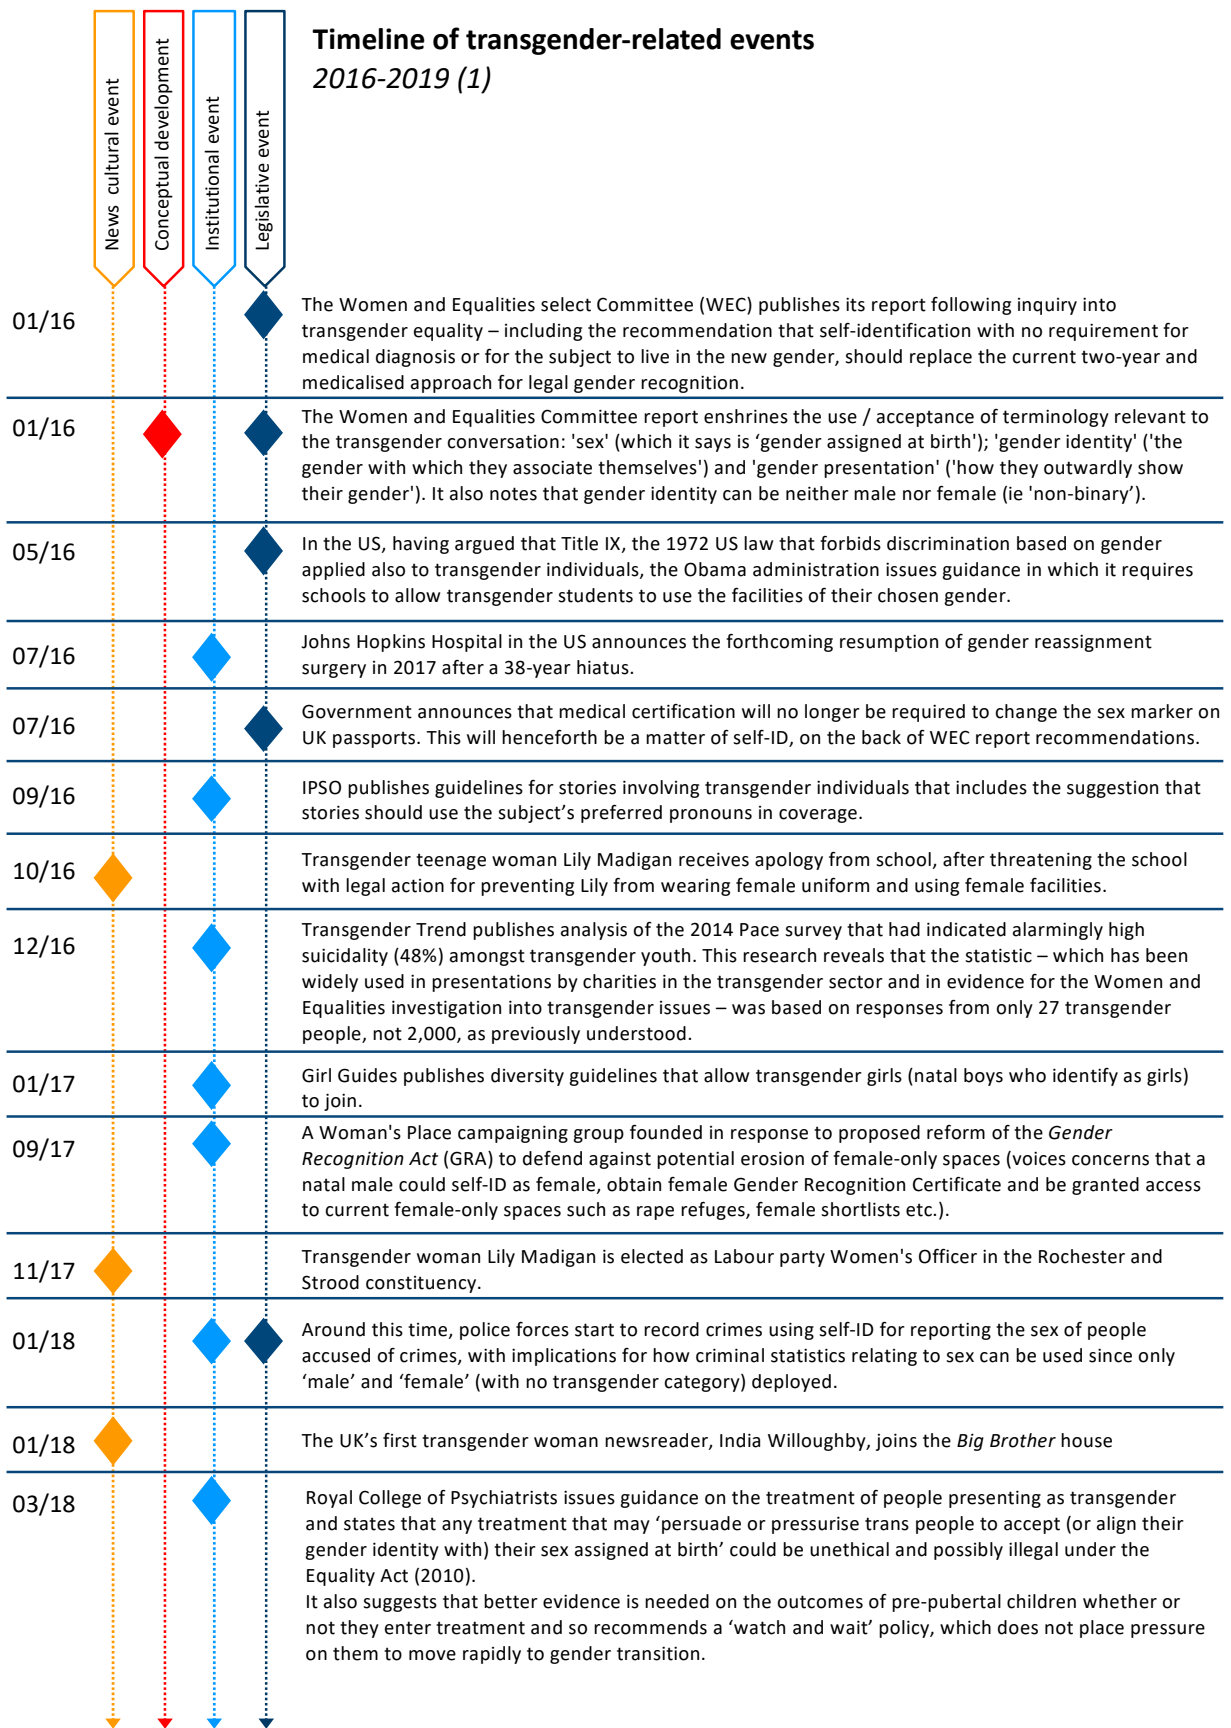 Timeline of transgender-related events
2016-2019 (1)
News  cultural event
Conceptual development
Institutional event
Legislative event
01/16
The Women and Equalities select Committee (WEC) publishes its report following inquiry into
transgender equality – including the recommendation that self-identification with no requirement for
medical diagnosis or for the subject to live in the new gender, should replace the current two-year and
medicalised approach for legal gender recognition.
01/16
The Women and Equalities Committee report enshrines the use / acceptance of terminology relevant to
the transgender conversation: 'sex' (which it says is ‘gender assigned at birth'); 'gender identity' ('the
gender with which they associate themselves') and 'gender presentation' ('how they outwardly show
their gender'). It also notes that gender identity can be neither male nor female (ie 'non-binary’).
05/16
In the US, having argued that Title IX, the 1972 US law that forbids discrimination based on gender
applied also to transgender individuals, the Obama administration issues guidance in which it requires
schools to allow transgender students to use the facilities of their chosen gender.
07/16
Johns Hopkins Hospital in the US announces the forthcoming resumption of gender reassignment
surgery in 2017 after a 38-year hiatus.
07/16
Government announces that medical certification will no longer be required to change the sex marker on
UK passports. This will henceforth be a matter of self-ID, on the back of WEC report recommendations.
09/16
IPSO publishes guidelines for stories involving transgender individuals that includes the suggestion that
stories should use the subject’s preferred pronouns in coverage.
10/16
Transgender teenage woman Lily Madigan receives apology from school, after threatening the school
with legal action for preventing Lily from wearing female uniform and using female facilities.
12/16
Transgender Trend publishes analysis of the 2014 Pace survey that had indicated alarmingly high
suicidality (48%) amongst transgender youth. This research reveals that the statistic – which has been
widely used in presentations by charities in the transgender sector and in evidence for the Women and
Equalities investigation into transgender issues – was based on responses from only 27 transgender
people, not 2,000, as previously understood.
01/17
Girl Guides publishes diversity guidelines that allow transgender girls (natal boys who identify as girls)
to join.
09/17
A Woman's Place campaigning group founded in response to proposed reform of the Gender
Recognition Act (GRA) to defend against potential erosion of female-only spaces (voices concerns that a
natal male could self-ID as female, obtain female Gender Recognition Certificate and be granted access
to current female-only spaces such as rape refuges, female shortlists etc.).
11/17
Transgender woman Lily Madigan is elected as Labour party Women's Officer in the Rochester and
Strood constituency.
01/18
Around this time, police forces start to record crimes using self-ID for reporting the sex of people
accused of crimes, with implications for how criminal statistics relating to sex can be used since only
‘male’ and ‘female’ (with no transgender category) deployed.
01/18
The UK’s first transgender woman newsreader, India Willoughby, joins the Big Brother house
03/18
Royal College of Psychiatrists issues guidance on the treatment of people presenting as transgender
and states that any treatment that may ‘persuade or pressurise trans people to accept (or align their
gender identity with) their sex assigned at birth’ could be unethical and possibly illegal under the
Equality Act (2010).
It also suggests that better evidence is needed on the outcomes of pre-pubertal children whether or
not they enter treatment and so recommends a ‘watch and wait’ policy, which does not place pressure
on them to move rapidly to gender transition.